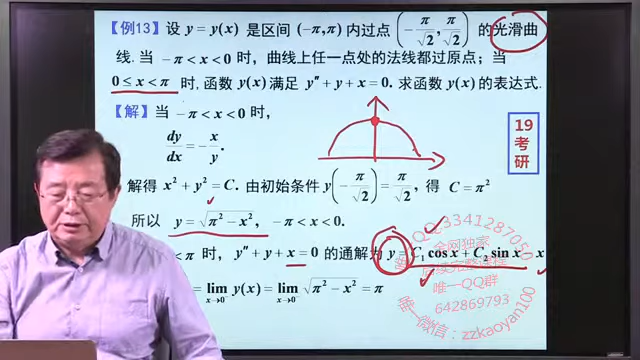 【例13】设 y = y(x) 是区间 (-π,π) 内过点 (-π/√2, π/√2) 的光滑曲
线. 当 -π < x < 0 时, 曲线上任一点处的法线都过原点; 当
0 ≤ x < π 时, 函数 y(x) 满足 y″ + y + x = 0. 求函数 y(x) 的表达式.
【解】当 -π < x < 0 时,
dy/dx = -x/y.
解得 x² + y² = C. 由初始条件 y(-π/√2) = π/√2, 得 C = π²
所以 y = √(π² - x²), -π < x < 0.
< π 时, y″ + y + x = 0 的通解为 y = C₁ cos x + C₂ sin x - x
= lim x→0⁻ y(x) = lim x→0⁻ √(π² - x²) = π
19
考
研
QQ3341287050
全网独家
唯一QQ群
642869793
唯一微信: zzkaoyan100